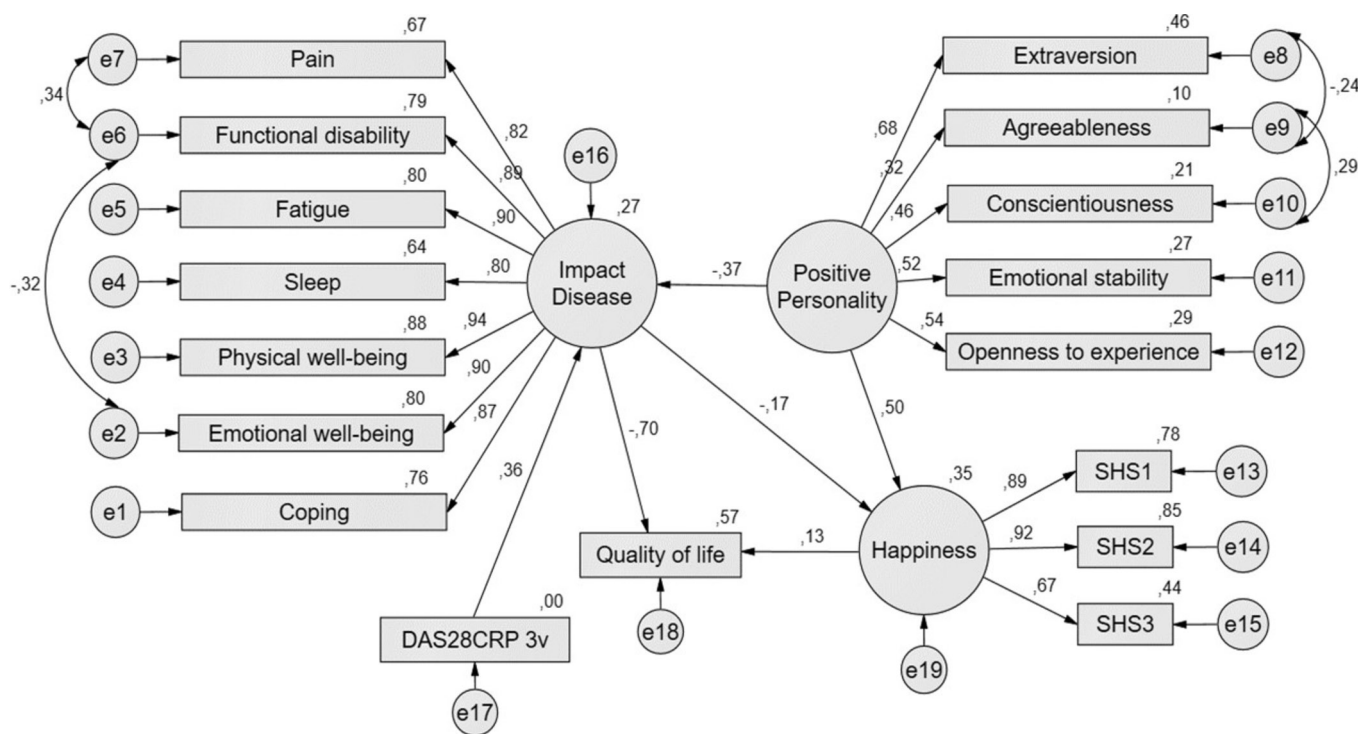 ,67
,46
e7
Pain
Extraversion
e8
,34
,79
,10
-,24
e6
Functional disability
,82
e16
,68
Agreeableness
e9
,80
,89
,32
,21
,29
e5
Fatigue
,90
,27
,46
Conscientiousness
e10
,64
,27
-,32
e4
Sleep
,80
Impact
Disease
-,37
Positive
Personality
,52
Emotional stability
e11
,88
,94
,54
,29
e3
Physical well-being
Openness to experience
e12
,80
,90
e2
Emotional well-being
,87
-,17
,50
,76
-,70
,78
e1
Coping
,36
,35
,89
SHS1
e13
,57
,85
Quality of life
,13
Happiness
,92
SHS2
e14
,00
,67
,44
DAS28CRP 3v
e18
SHS3
e15
e19
e17